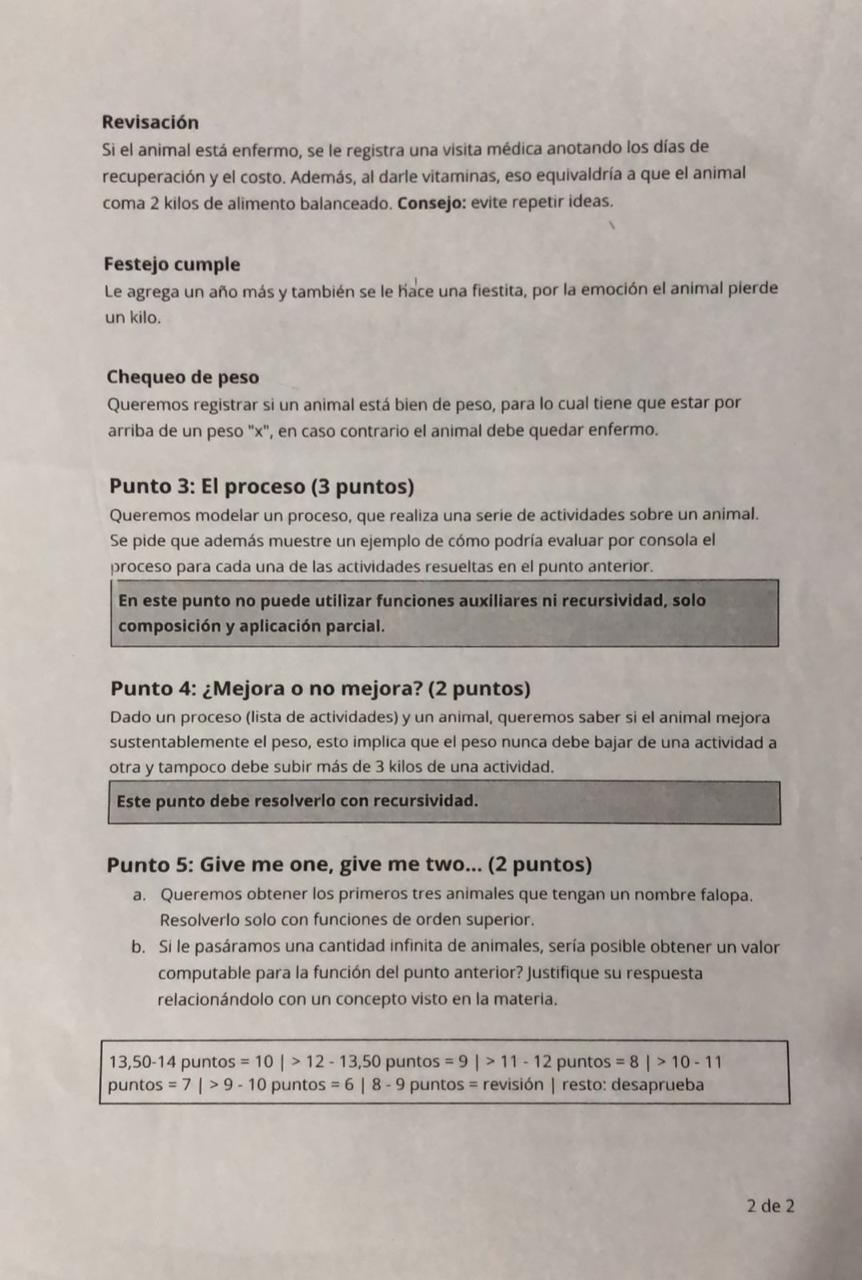 Revisación
Si el animal está enfermo, se le registra una visita médica anotando los días de
recuperación y el costo. Además, al darle vitaminas, eso equivaldría a que el animal
coma 2 kilos de alimento balanceado. Consejo: evite repetir ideas.
Festejo cumple
Le agrega un año más y también se le hace una fiestita, por la emoción el animal pierde
un kilo.
Chequeo de peso
Queremos registrar si un animal está bien de peso, para lo cual tiene que estar por
arriba de un peso "x", en caso contrario el animal debe quedar enfermo.
Punto 3: El proceso (3 puntos)
Queremos modelar un proceso, que realiza una serie de actividades sobre un animal.
Se pide que además muestre un ejemplo de cómo podría evaluar por consola el
proceso para cada una de las actividades resueltas en el punto anterior.
En este punto no puede utilizar funciones auxiliares ni recursividad, solo
composición y aplicación parcial.
Punto 4: ¿Mejora o no mejora? (2 puntos)
Dado un proceso (lista de actividades) y un animal, queremos saber si el animal mejora
sustentablemente el peso, esto implica que el peso nunca debe bajar de una actividad a
otra y tampoco debe subir más de 3 kilos de una actividad.
Este punto debe resolverlo con recursividad.
Punto 5: Give me one, give me two... (2 puntos)
a. Queremos obtener los primeros tres animales que tengan un nombre falopa.
Resolverlo solo con funciones de orden superior.
b. Si le pasáramos una cantidad infinita de animales, sería posible obtener un valor
computable para la función del punto anterior? Justifique su respuesta
relacionándolo con un concepto visto en la materia.
13,50-14 puntos = 10 | > 12 - 13,50 puntos = 9 | > 11 - 12 puntos = 8 | > 10 - 11
puntos = 7 | > 9 - 10 puntos = 6 | 8 - 9 puntos = revisión | resto: desaprueba
2 de 2